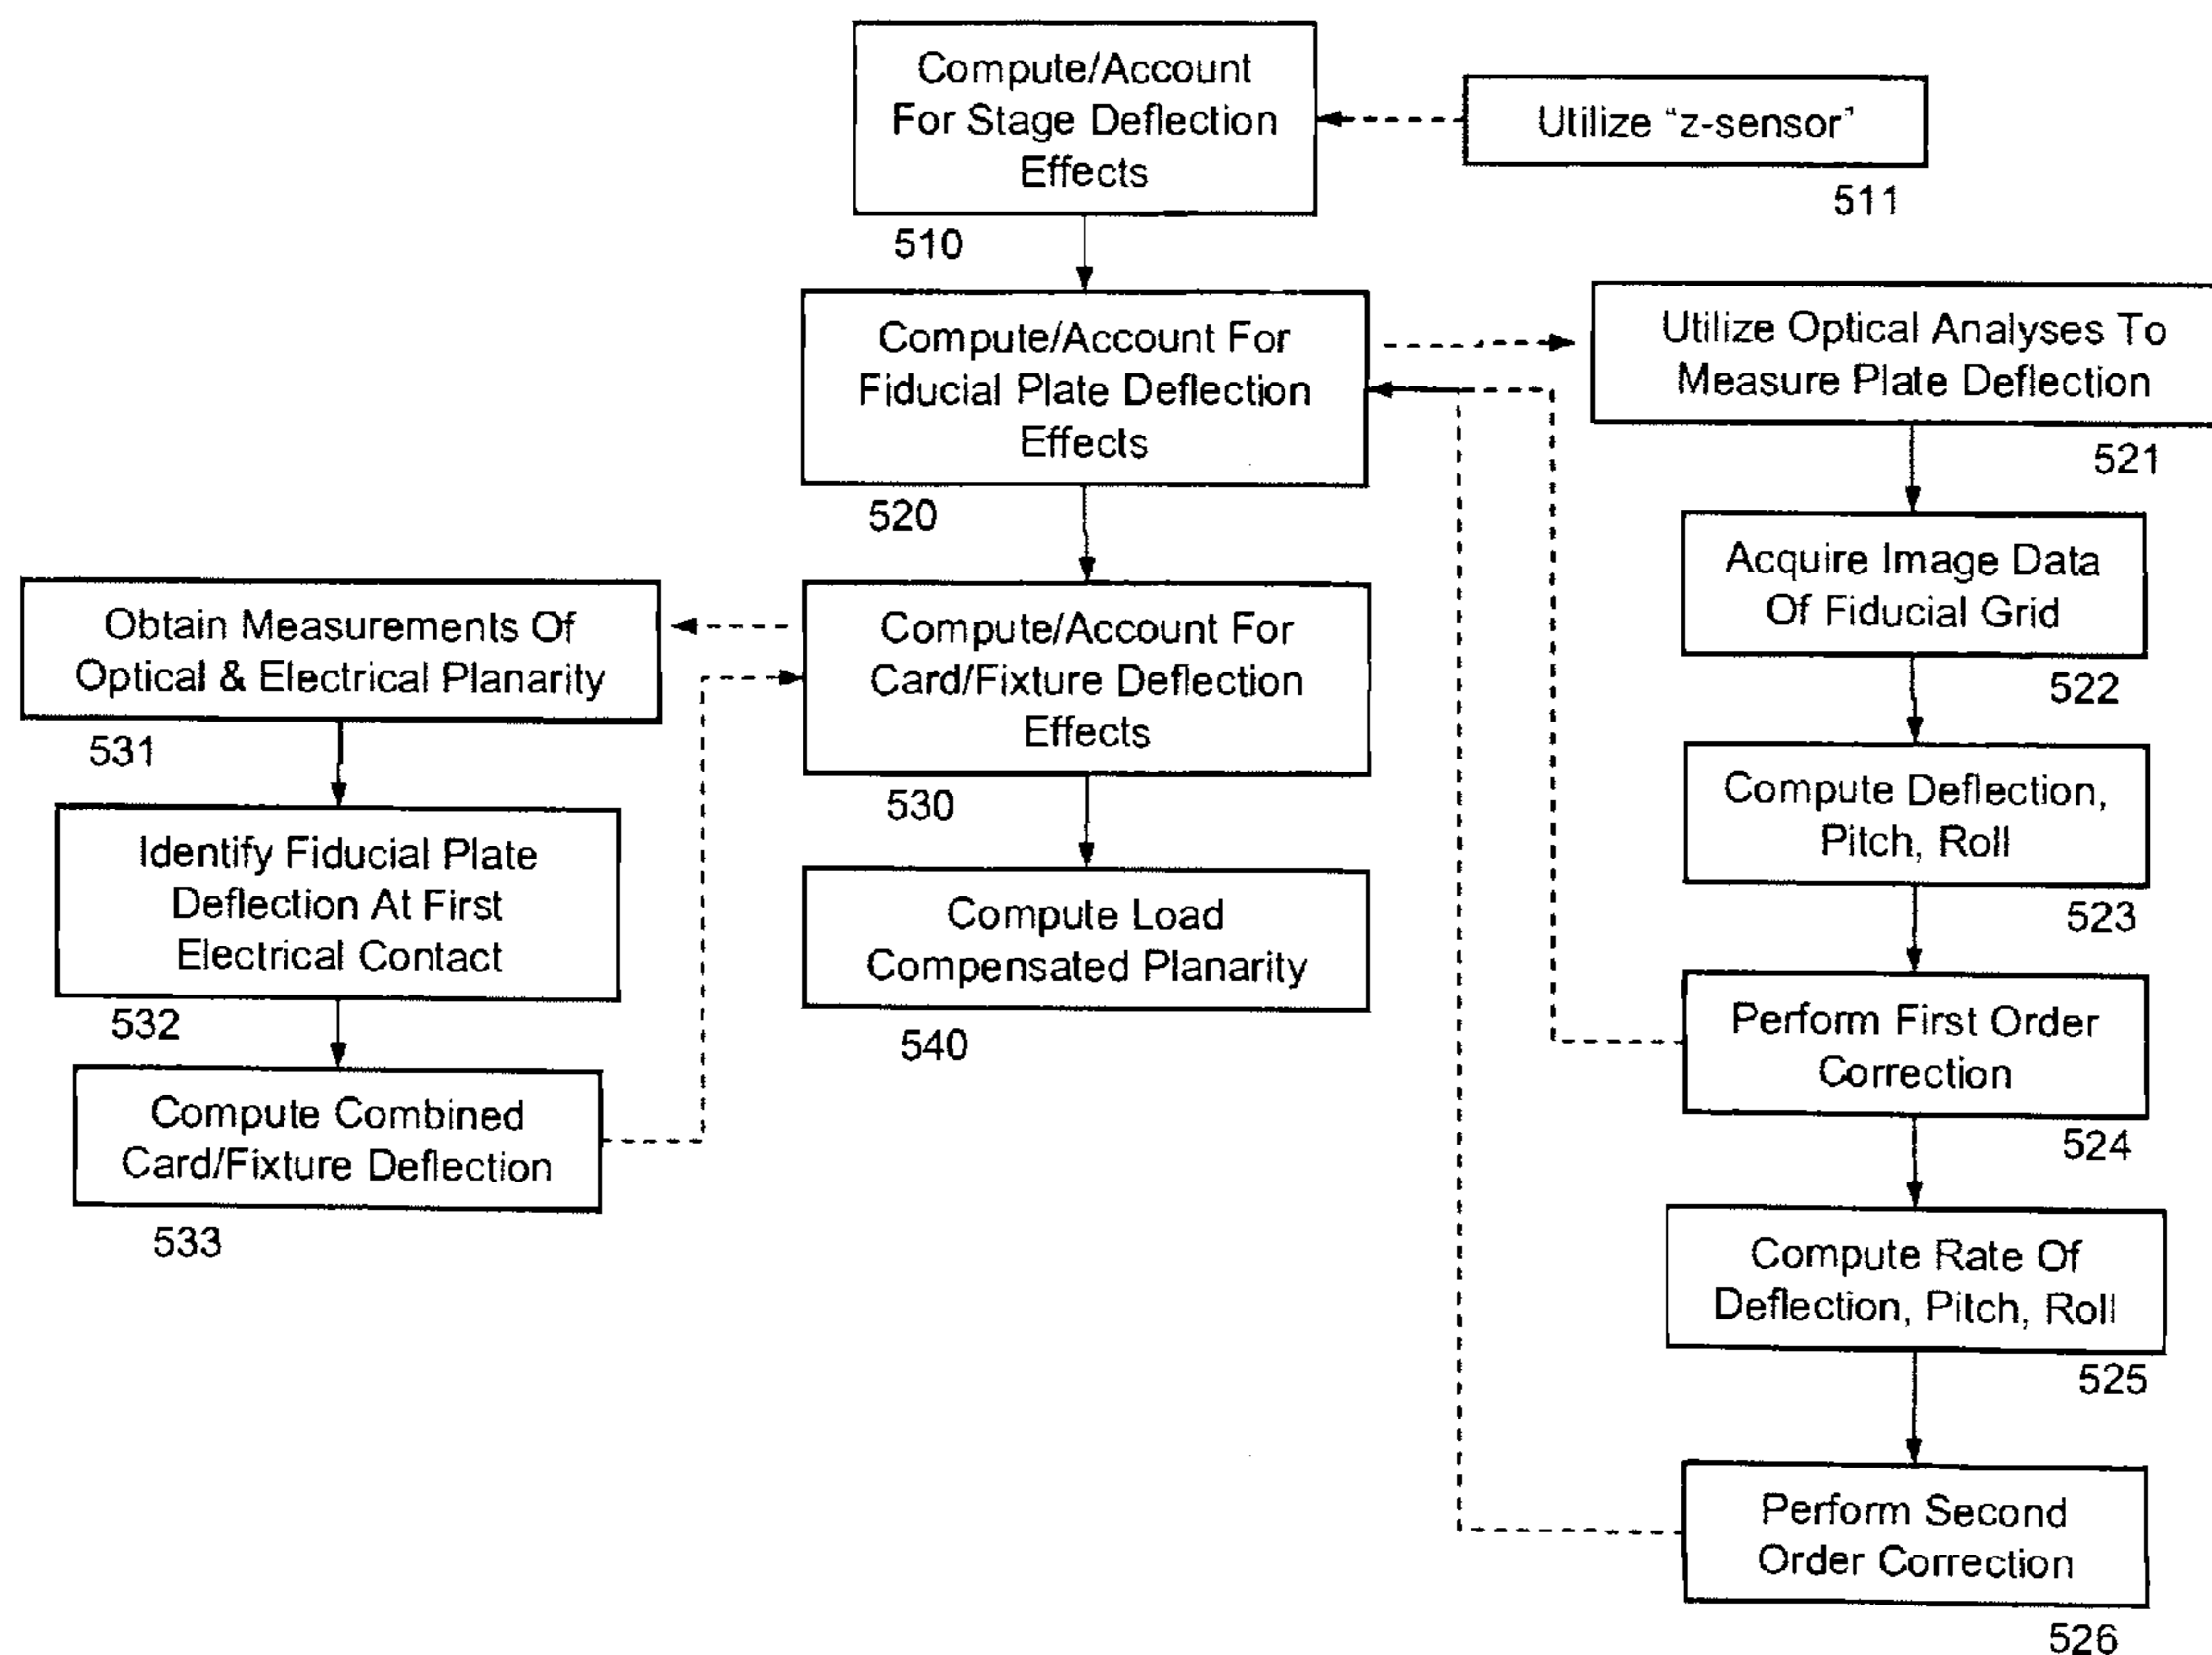 Compute/Account
For Stage Deflection
Effects
510
Utilize "z-sensor"
511
Compute/Account For
Fiducial Plate Deflection
Effects
520
Utilize Optical Analyses To
Measure Plate Deflection
521
Acquire Image Data
Of Fiducial Grid
522
Compute Deflection,
Pitch, Roll
523
Perform First Order
Correction
524
Compute Rate Of
Deflection, Pitch, Roll
525
Perform Second
Order Correction
526
Compute/Account For
Card/Fixture Deflection
Effects
530
Obtain Measurements Of
Optical & Electrical Planarity
531
Identify Fiducial Plate
Deflection At First
Electrical Contact
532
Compute Combined
Card/Fixture Deflection
533
Compute Load
Compensated Planarity
540